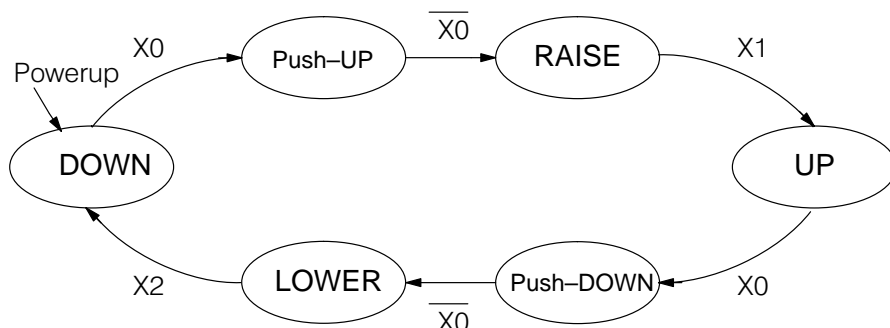 X0
X0
Push–UP
RAISE
X1
Powerup
DOWN
UP
LOWER
Push–DOWN
X2
X0
X0